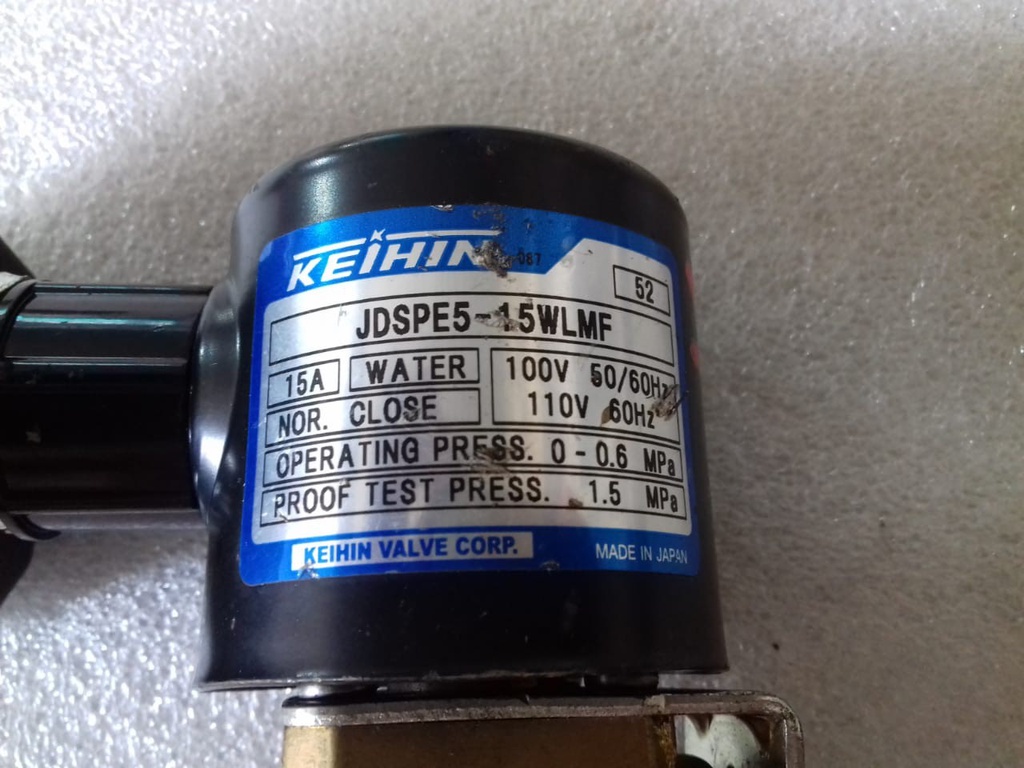 KEIHIN
087
52
JDSPE5-15WLMF
15A WATER 100V 50/60Hz
NOR. CLOSE 110V 60Hz
OPERATING PRESS. 0-0.6 MPa
PROOF TEST PRESS. 1.5 MPa
KEIHIN VALVE CORP. MADE IN JAPAN